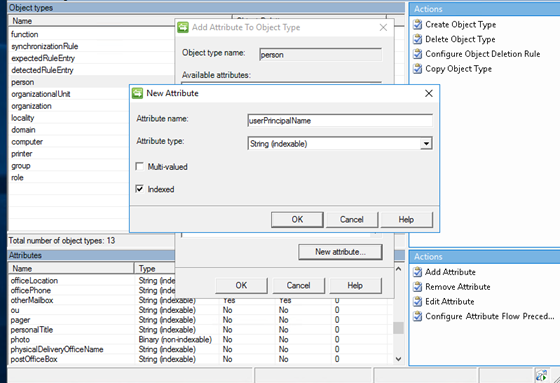 Object types
Name
function
synchronizationRule
expectedRuleEntry
detectedRuleEntry
person
organizationalUnit
organization
locality
domain
computer
printer
group
role
Total number of object types: 13
Add Attribute To Object Type
Object type name: person
Available attributes:
New Attribute
Attribute name: userPrincipalName
Attribute type: String (indexable)
Multi-valued
Indexed
OK Cancel Help
New attribute...
OK Cancel Help
Actions
Create Object Type
Delete Object Type
Configure Object Deletion Rule
Copy Object Type
Attributes
Name Type
officeLocation String (inde
officePhone String (inde
otherMailbox String (indexable) Yes Yes 0
ou String (indexable) No No 0
pager String (indexable) No No 0
personalTitle String (indexable) No No 0
photo Binary (non-indexable) No No 0
physicalDeliveryOfficeName String (indexable) No No 0
postOfficeBox String (indexable) No No 0
Actions
Add Attribute
Remove Attribute
Edit Attribute
Configure Attribute Flow Preced...